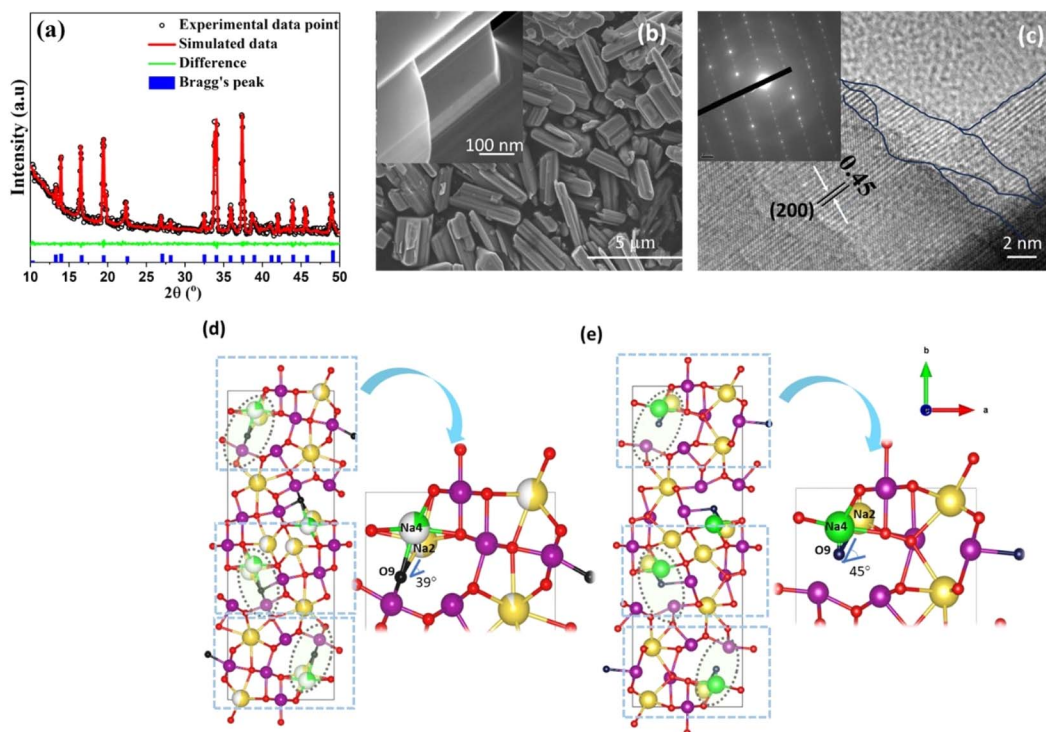 (a)
Experimental data point
Simulated data
Difference
Bragg's peak
Intensity (a.u)
10 15 20 25 30 35 40 45 50
2θ (º)
(b)
100 nm
5 µm
(c)
0.45
(200)
2 nm
(d)
Na4
Na2
O9
39°
(e)
b
a
Na2
Na4
O9
45°